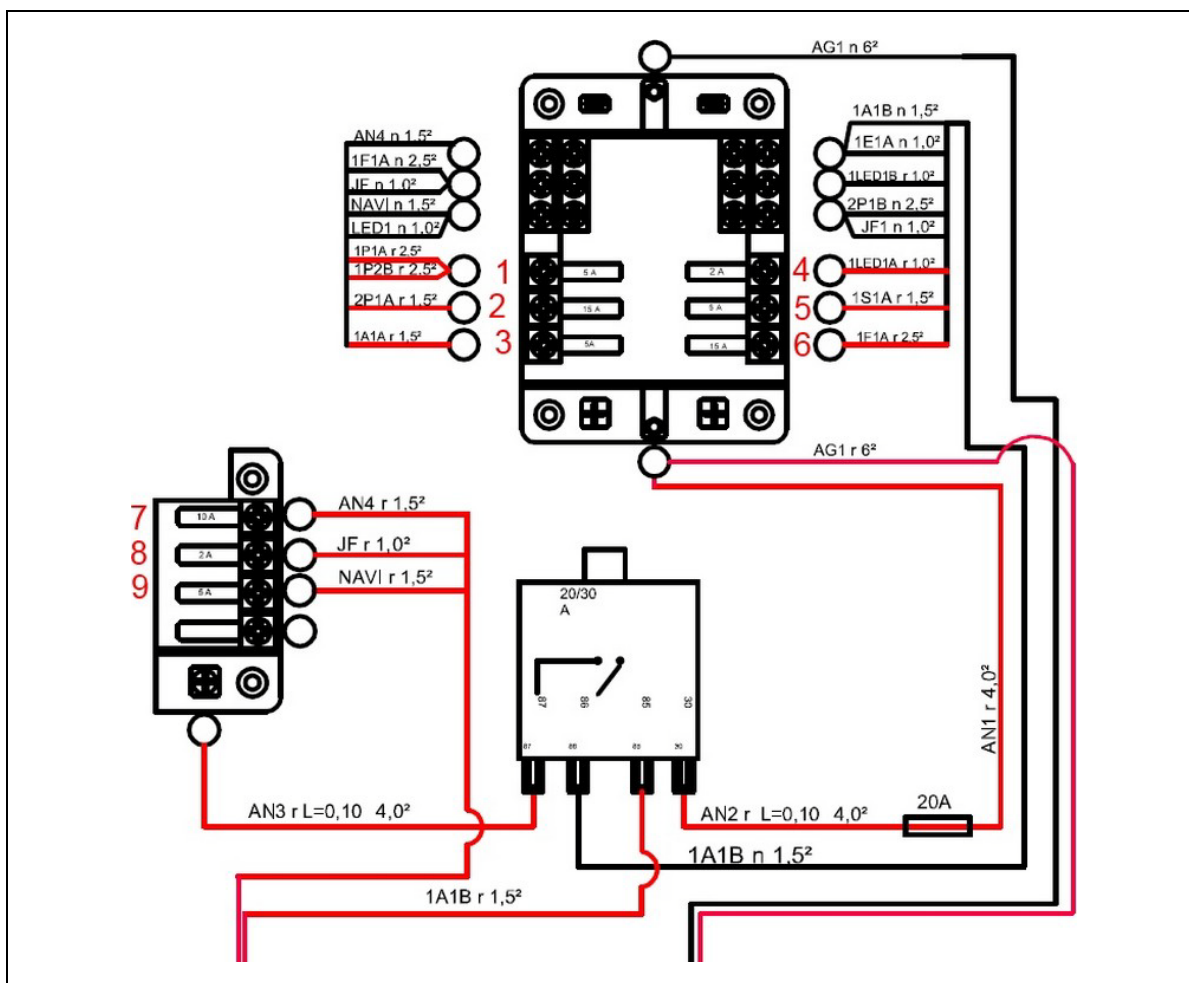 AG1 n 6²
AN4 n 1,5²
1F1A n 2,5²
JF n 1,0²
NAVI n 1,5²
LED1 n 1,0²
1P1A r 2,5²
1P2B r 2,5²
2P1A r 1,5²
1A1A r 1,5²
1A1B n 1,5²
1E1A n 1,0²
1LED1B r 1,0²
2P1B n 2,5²
JF1 n 1,0²
1LED1A r 1,0²
1S1A r 1,5²
1F1A r 2,5²
1 5 A 2 A 4
2 15 A 5 A 5
3 5A 15 A 6
AG1 r 6²
7 10 A AN4 r 1,5²
8 2 A JF r 1,0²
9 5 A NAVI r 1,5²
20/30
A
87 86 85 30
87 86 85 30
AN1 r 4,0²
AN3 r L=0,10 4,0²
AN2 r L=0,10 4,0²
20A
1A1B n 1,5²
1A1B r 1,5²